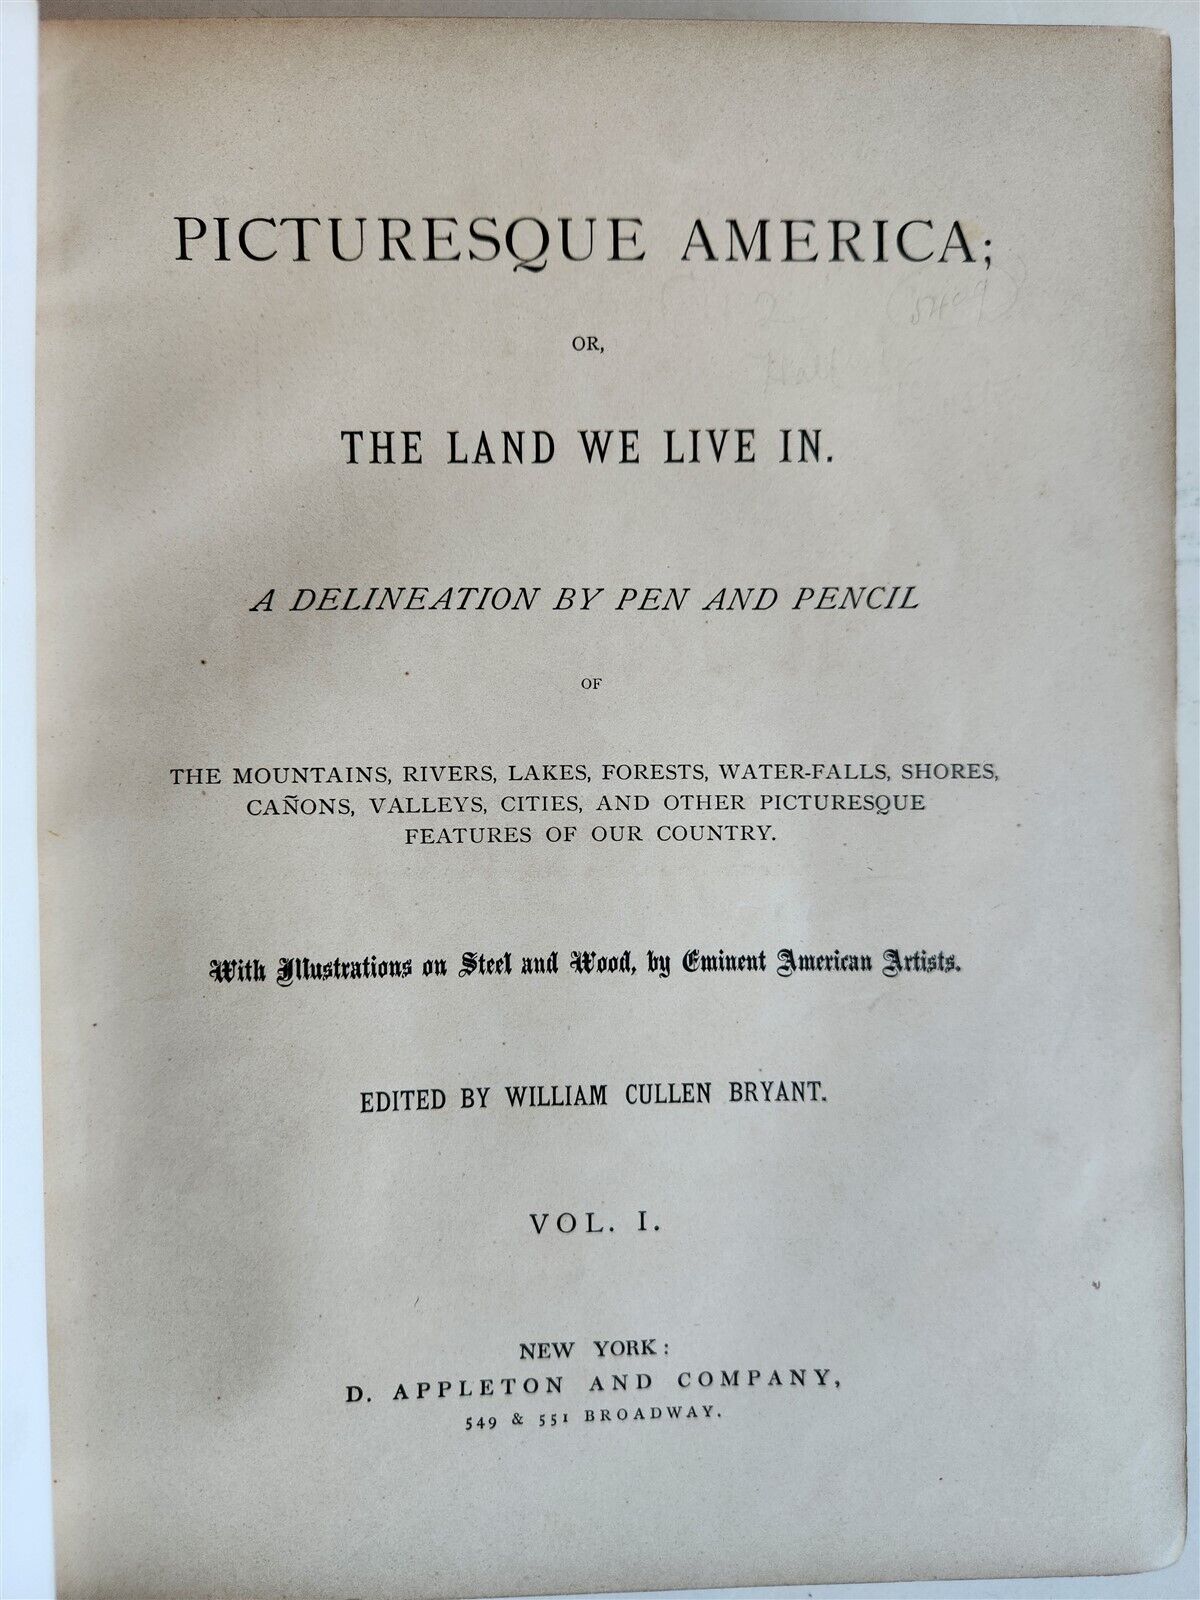 PICTURESQUE AMERICA;
OR,
THE LAND WE LIVE IN.
A DELINEATION BY PEN AND PENCIL
OF
THE MOUNTAINS, RIVERS, LAKES, FORESTS, WATER-FALLS, SHORES,
CAÑONS, VALLEYS, CITIES, AND OTHER PICTURESQUE
FEATURES OF OUR COUNTRY.
With Illustrations on Steel and Wood, by Eminent American Artists.
EDITED BY WILLIAM CULLEN BRYANT.
VOL. I.
NEW YORK:
D. APPLETON AND COMPANY,
549 & 551 BROADWAY.